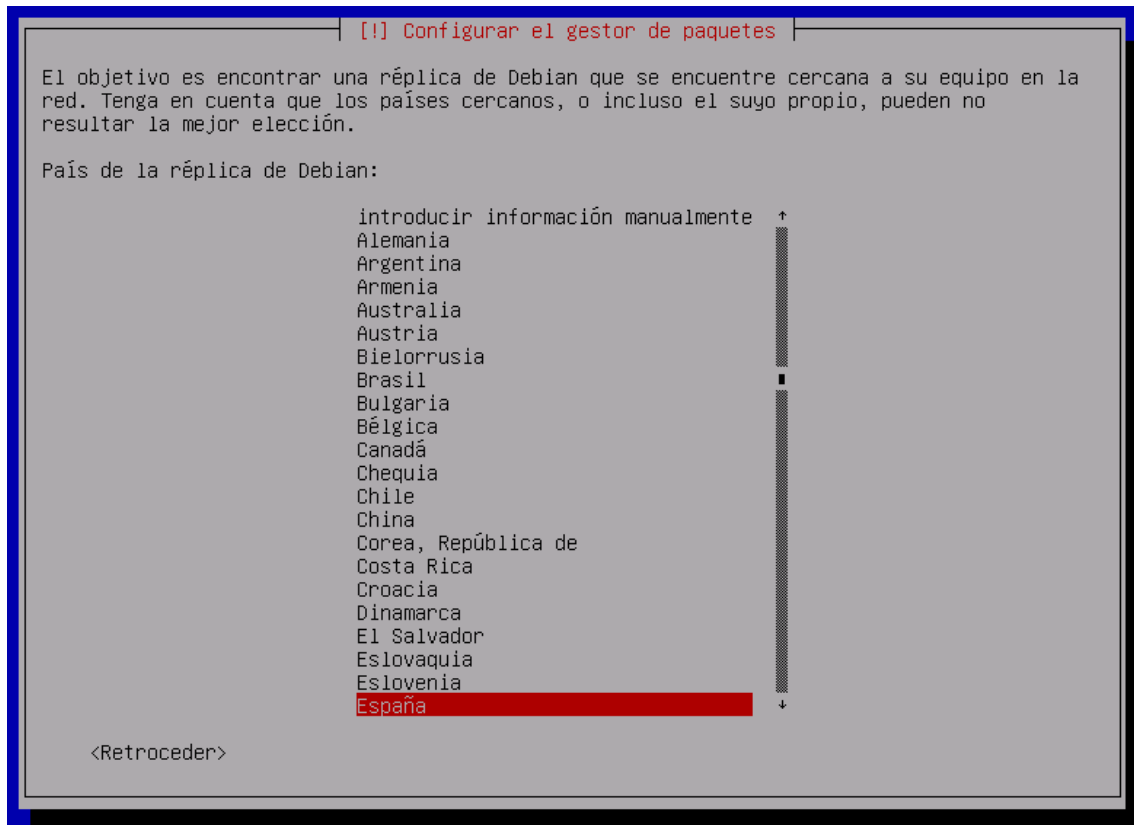 [!] Configurar el gestor de paquetes
El objetivo es encontrar una réplica de Debian que se encuentre cercana a su equipo en la
red. Tenga en cuenta que los países cercanos, o incluso el suyo propio, pueden no
resultar la mejor elección.
País de la réplica de Debian:
introducir información manualmente
Alemania
Argentina
Armenia
Australia
Austria
Bielorrusia
Brasil
Bulgaria
Bélgica
Canadá
Chequia
Chile
China
Corea, República de
Costa Rica
Croacia
Dinamarca
El Salvador
Eslovaquia
Eslovenia
España
<Retroceder>